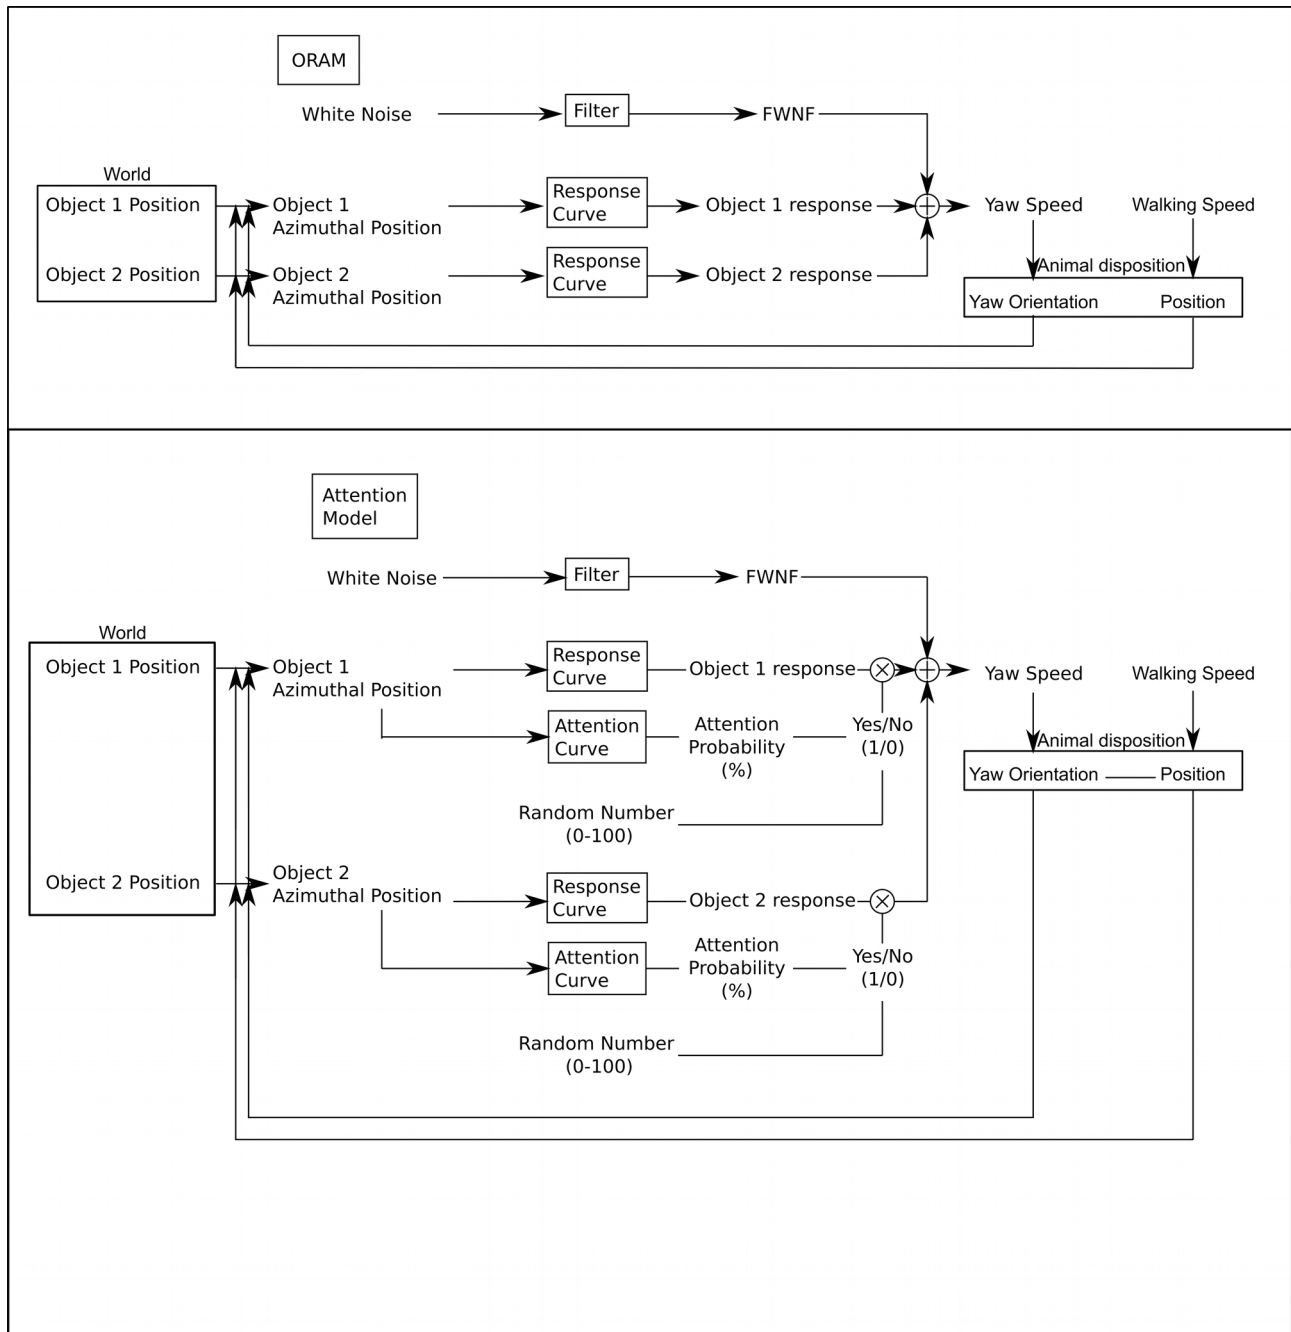 ORAM
White Noise
Filter
FWNF
World
Object 1 Position
Object 1
Azimuthal Position
Response
Curve
Object 1 response
Yaw Speed
Walking Speed
Object 2 Position
Object 2
Azimuthal Position
Response
Curve
Object 2 response
Animal disposition
Yaw Orientation
Position
Attention
Model
White Noise
Filter
FWNF
World
Object 1 Position
Object 1
Azimuthal Position
Response
Curve
Object 1 response
Yaw Speed
Walking Speed
Attention
Curve
Attention
Probability
(%)
Yes/No
(1/0)
Animal disposition
Yaw Orientation
Position
Random Number
(0-100)
Object 2 Position
Object 2
Azimuthal Position
Response
Curve
Object 2 response
Attention
Curve
Attention
Probability
(%)
Yes/No
(1/0)
Random Number
(0-100)